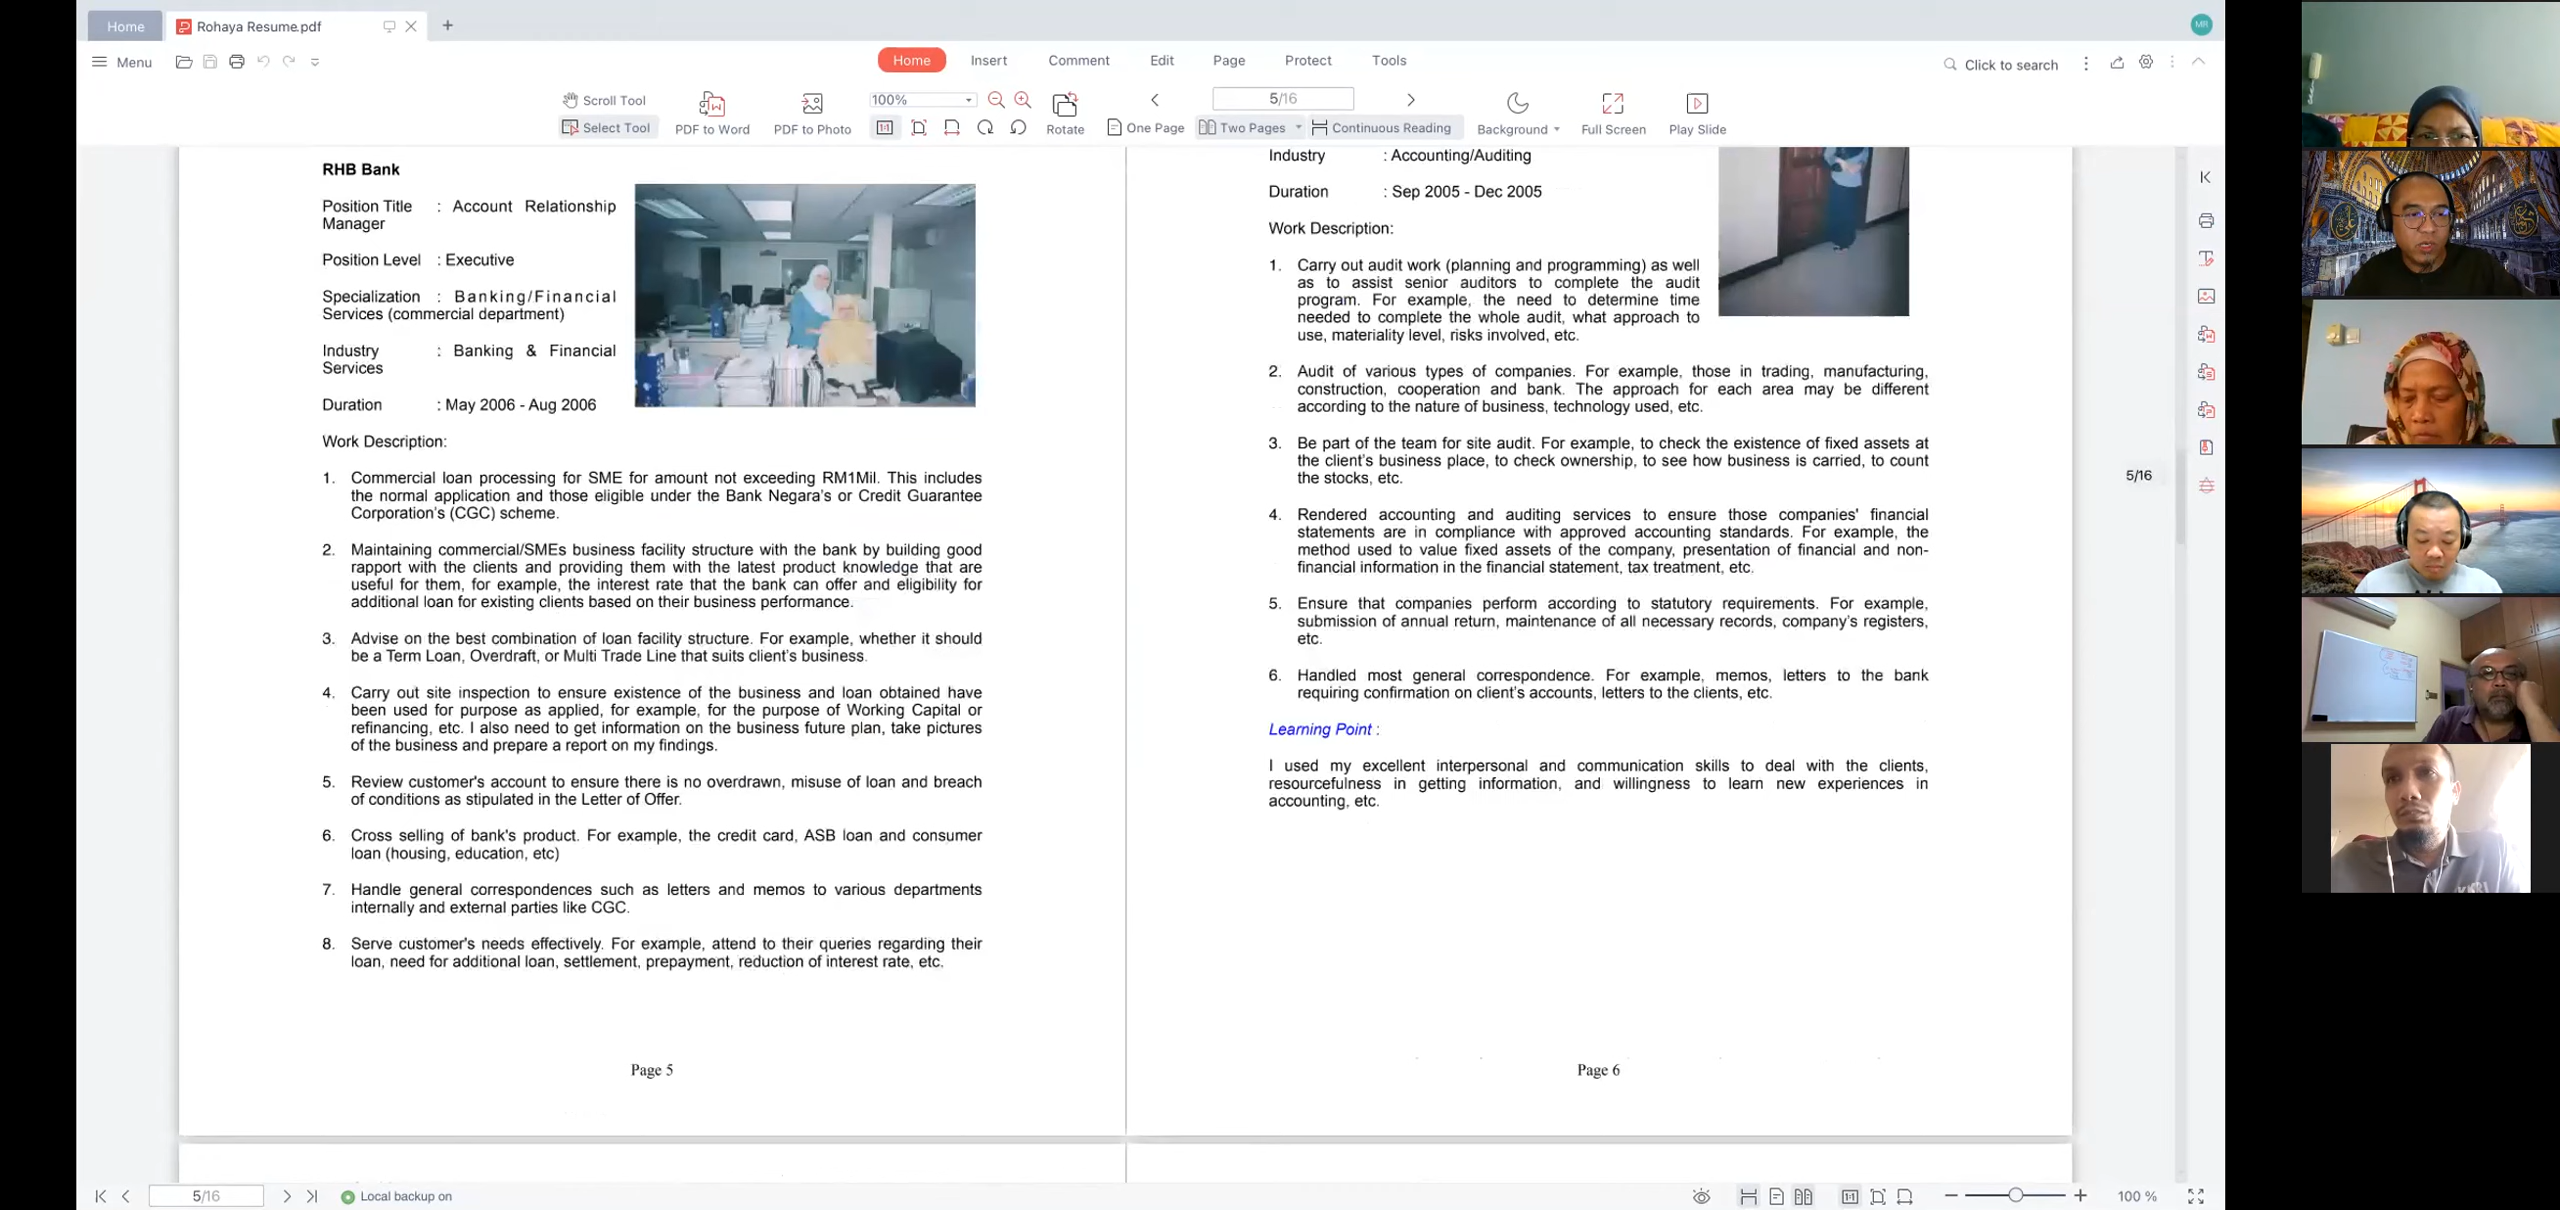 Home
Rohaya Resume.pdf
MR
Menu
Home
Insert
Comment
Edit
Page
Protect
Tools
Click to search
Scroll Tool
Select Tool
PDF to Word
PDF to Photo
100%
Rotate
5/16
One Page
Two Pages
Continuous Reading
Background
Full Screen
Play Slide
RHB Bank
Position Title : Account Relationship
Manager
Position Level : Executive
Specialization : Banking/Financial
Services (commercial department)
Industry : Banking & Financial
Services
Duration : May 2006 - Aug 2006
Work Description:
1. Commercial loan processing for SME for amount not exceeding RM1Mil. This includes
the normal application and those eligible under the Bank Negara's or Credit Guarantee
Corporation's (CGC) scheme.
2. Maintaining commercial/SMEs business facility structure with the bank by building good
rapport with the clients and providing them with the latest product knowledge that are
useful for them, for example, the interest rate that the bank can offer and eligibility for
additional loan for existing clients based on their business performance.
3. Advise on the best combination of loan facility structure. For example, whether it should
be a Term Loan, Overdraft, or Multi Trade Line that suits client's business.
4. Carry out site inspection to ensure existence of the business and loan obtained have
been used for purpose as applied, for example, for the purpose of Working Capital or
refinancing, etc. I also need to get information on the business future plan, take pictures
of the business and prepare a report on my findings.
5. Review customer's account to ensure there is no overdrawn, misuse of loan and breach
of conditions as stipulated in the Letter of Offer.
6. Cross selling of bank's product. For example, the credit card, ASB loan and consumer
loan (housing, education, etc)
7. Handle general correspondences such as letters and memos to various departments
internally and external parties like CGC.
8. Serve customer's needs effectively. For example, attend to their queries regarding their
loan, need for additional loan, settlement, prepayment, reduction of interest rate, etc.
Page 5
Industry : Accounting/Auditing
Duration : Sep 2005 - Dec 2005
Work Description:
1. Carry out audit work (planning and programming) as well
as to assist senior auditors to complete the audit
program. For example, the need to determine time
needed to complete the whole audit, what approach to
use, materiality level, risks involved, etc.
2. Audit of various types of companies. For example, those in trading, manufacturing,
construction, cooperation and bank. The approach for each area may be different
according to the nature of business, technology used, etc.
3. Be part of the team for site audit. For example, to check the existence of fixed assets at
the client's business place, to check ownership, to see how business is carried, to count
the stocks, etc.
4. Rendered accounting and auditing services to ensure those companies' financial
statements are in compliance with approved accounting standards. For example, the
method used to value fixed assets of the company, presentation of financial and non-
financial information in the financial statement, tax treatment, etc.
5. Ensure that companies perform according to statutory requirements. For example,
submission of annual return, maintenance of all necessary records, company's registers,
etc.
6. Handled most general correspondence. For example, memos, letters to the bank
requiring confirmation on client's accounts, letters to the clients, etc.
Learning Point :
I used my excellent interpersonal and communication skills to deal with the clients,
resourcefulness in getting information, and willingness to learn new experiences in
accounting, etc.
Page 6
5/16
5/16
Local backup on
100 %